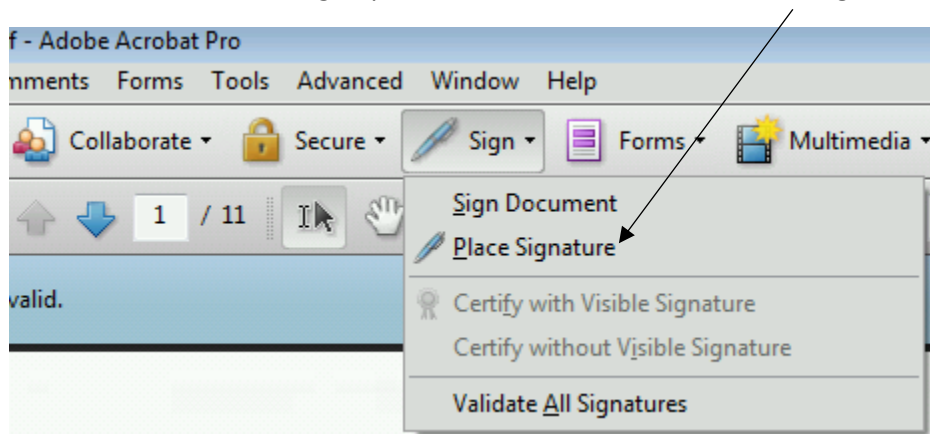 f - Adobe Acrobat Pro
mments Forms Tools Advanced Window Help
Collaborate Secure Sign Forms Multimedia
1 / 11
Sign Document
Place Signature
valid.
Certify with Visible Signature
Certify without Visible Signature
Validate All Signatures